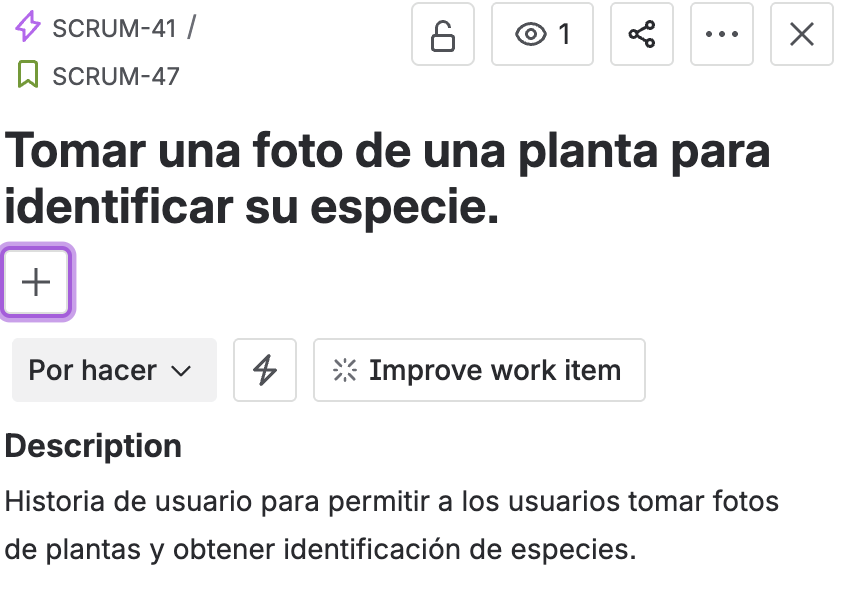 SCRUM-41 /
1
SCRUM-47
Tomar una foto de una planta para
identificar su especie.
Por hacer
Improve work item
Description
Historia de usuario para permitir a los usuarios tomar fotos
de plantas y obtener identificación de especies.